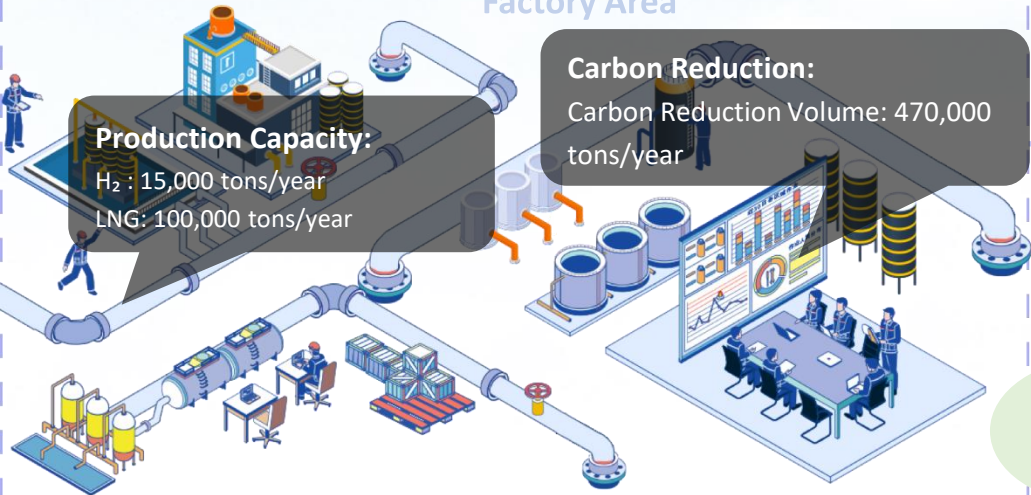 Factory Area
Carbon Reduction:
Carbon Reduction Volume: 470,000
tons/year
Production Capacity:
H₂ : 15,000 tons/year
LNG: 100,000 tons/year